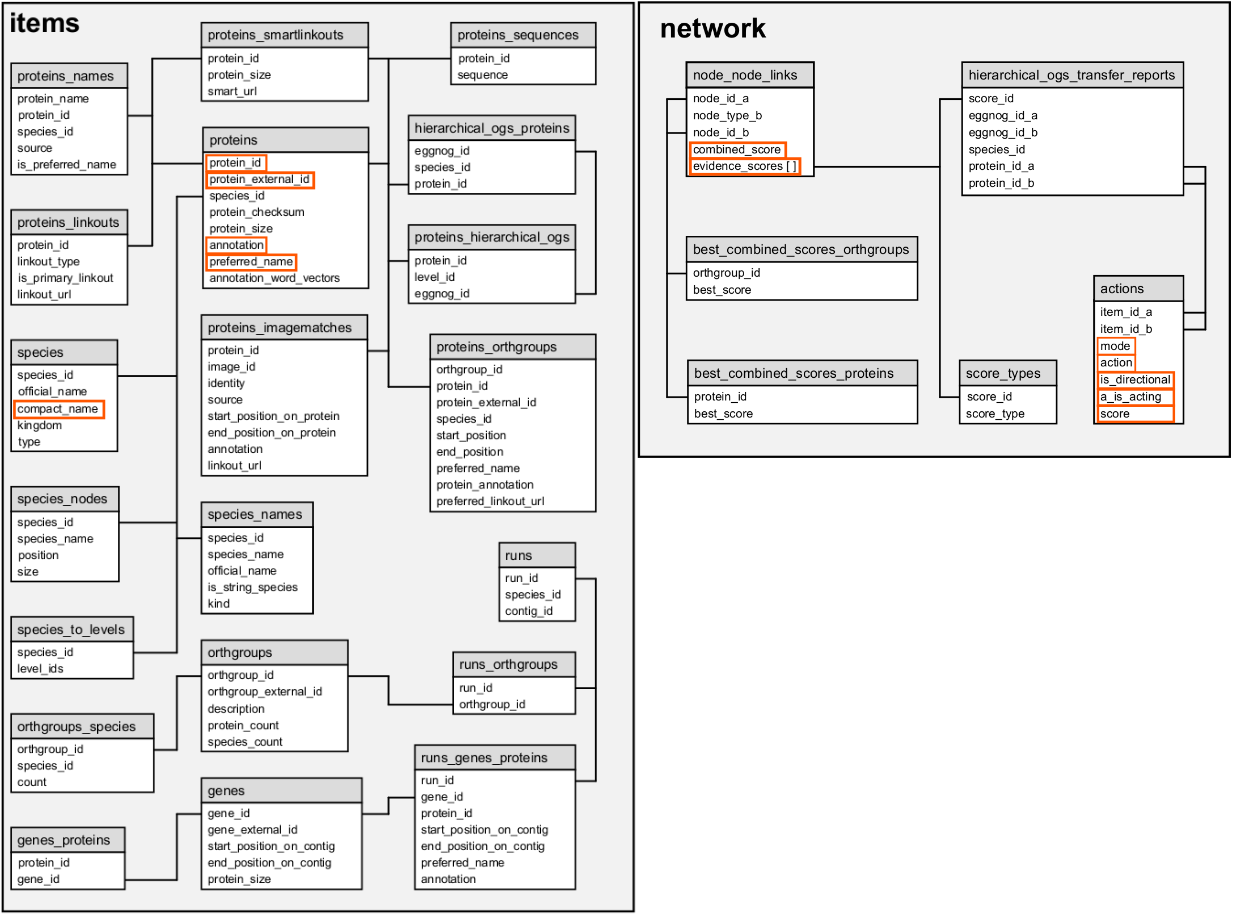 items
proteins_names
protein_name
protein_id
species_id
source
is_preferred_name
proteins_linkouts
protein_id
linkout_type
is_primary_linkout
linkout_url
species
species_id
official_name
compact_name
kingdom
type
species_nodes
species_id
species_name
position
size
species_to_levels
species_id
level_ids
orthgroups_species
orthgroup_id
species_id
count
genes_proteins
protein_id
gene_id
proteins_smartlinkouts
protein_id
protein_size
smart_url
proteins
protein_id
protein_external_id
species_id
protein_checksum
protein_size
annotation
preferred_name
annotation_word_vectors
proteins_imagematches
protein_id
image_id
identity
source
start_position_on_protein
end_position_on_protein
annotation
linkout_url
species_names
species_id
species_name
official_name
is_string_species
kind
orthgroups
orthgroup_id
orthgroup_external_id
description
protein_count
species_count
genes
gene_id
gene_external_id
start_position_on_contig
end_position_on_contig
protein_size
proteins_sequences
protein_id
sequence
hierarchical_ogs_proteins
eggnog_id
species_id
protein_id
proteins_hierarchical_ogs
protein_id
level_id
eggnog_id
proteins_orthgroups
orthgroup_id
protein_id
protein_external_id
species_id
start_position
end_position
preferred_name
protein_annotation
preferred_linkout_url
runs
run_id
species_id
contig_id
runs_orthgroups
run_id
orthgroup_id
runs_genes_proteins
run_id
gene_id
protein_id
start_position_on_contig
end_position_on_contig
preferred_name
annotation
network
node_node_links
node_id_a
node_type_b
node_id_b
combined_score
evidence_scores [ ]
best_combined_scores_orthgroups
orthgroup_id
best_score
best_combined_scores_proteins
protein_id
best_score
hierarchical_ogs_transfer_reports
score_id
eggnog_id_a
eggnog_id_b
species_id
protein_id_a
protein_id_b
score_types
score_id
score_type
actions
item_id_a
item_id_b
mode
action
is_directional
a_is_acting
score